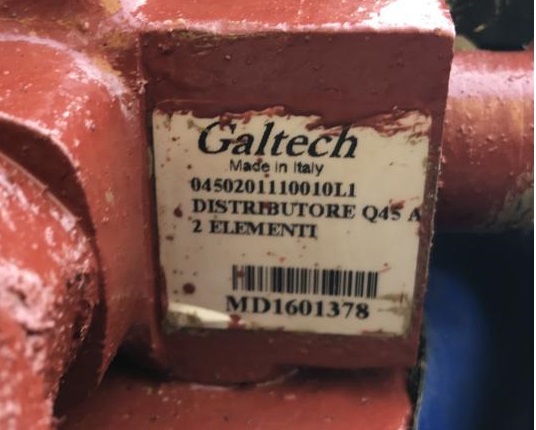 Galtech
Made in Italy
0450201110010L1
DISTRIBUTORE Q45 A
2 ELEMENTI
MD1601378